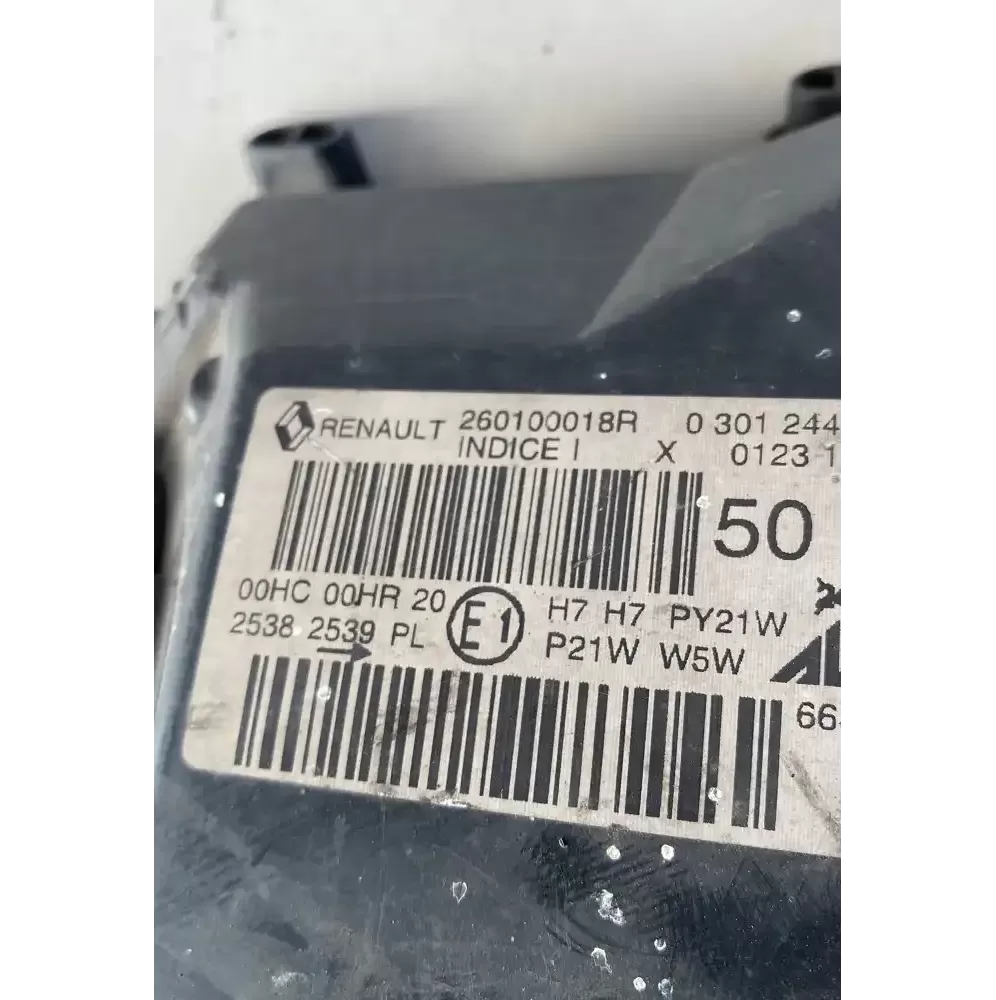 RENAULT 260100018R 0 301 244
INDICE I X 0123 1
50
00HC 00HR 20 E1 H7 H7 PY21W
2538 2539 PL P21W W5W
66